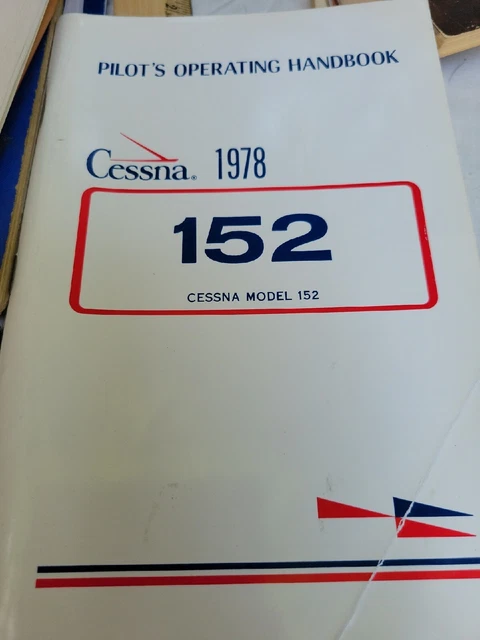 PILOT'S OPERATING HANDBOOK
Cessna® 1978
152
CESSNA MODEL 152